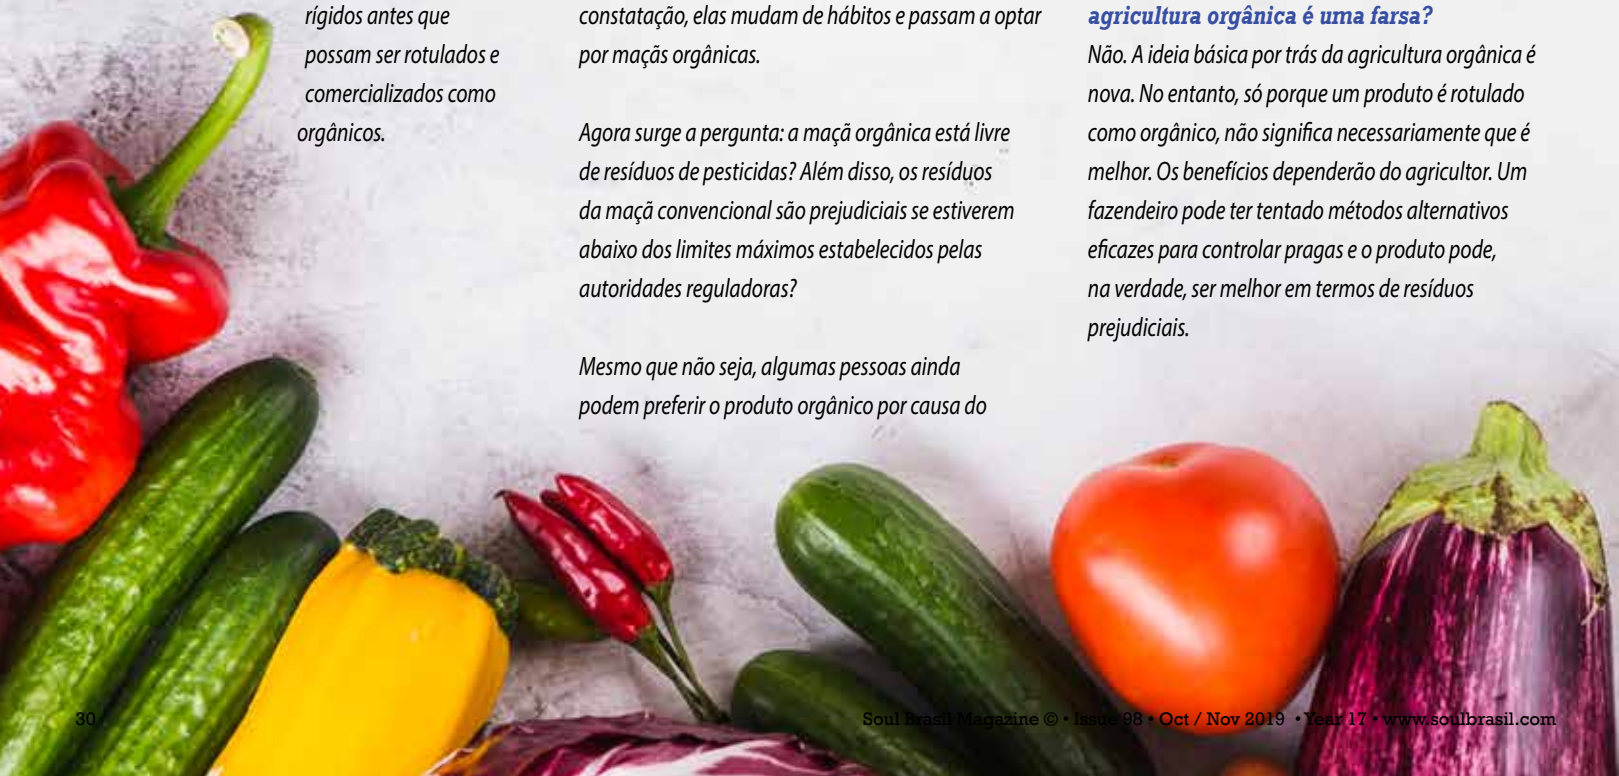 rígidos antes que
possam ser rotulados e
comercializados como
orgânicos.
constatação, elas mudam de hábitos e passam a optar
por maçãs orgânicas.
Agora surge a pergunta: a maçã orgânica está livre
de resíduos de pesticidas? Além disso, os resíduos
da maçã convencional são prejudiciais se estiverem
abaixo dos limites máximos estabelecidos pelas
autoridades reguladoras?
Mesmo que não seja, algumas pessoas ainda
podem preferir o produto orgânico por causa do
agricultura orgânica é uma farsa?
Não. A ideia básica por trás da agricultura orgânica é
nova. No entanto, só porque um produto é rotulado
como orgânico, não significa necessariamente que é
melhor. Os benefícios dependerão do agricultor. Um
fazendeiro pode ter tentado métodos alternativos
eficazes para controlar pragas e o produto pode,
na verdade, ser melhor em termos de resíduos
prejudiciais.
30
Soul Brasil Magazine © • Issue 98 • Oct / Nov 2019 • Year 17 • www.soulbrasil.com